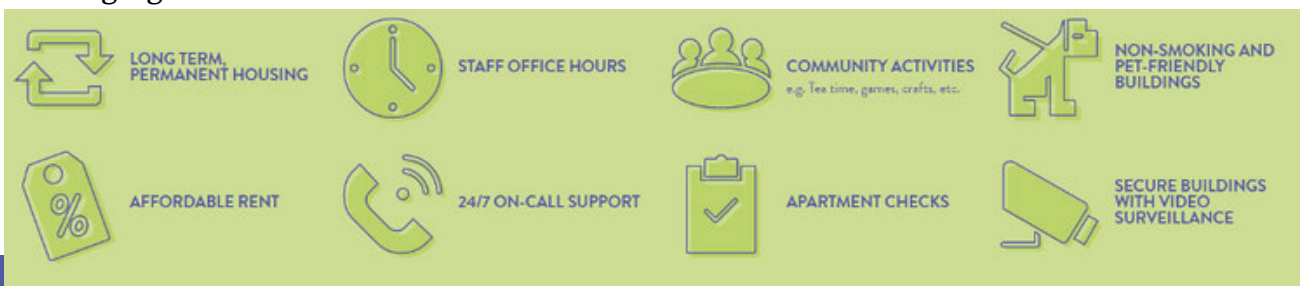 LONG TERM,
PERMANENT HOUSING
STAFF OFFICE HOURS
COMMUNITY ACTIVITIES
e.g. Tea time, games, crafts, etc.
NON-SMOKING AND
PET-FRIENDLY
BUILDINGS
%
AFFORDABLE RENT
24/7 ON-CALL SUPPORT
APARTMENT CHECKS
SECURE BUILDINGS
WITH VIDEO
SURVEILLANCE